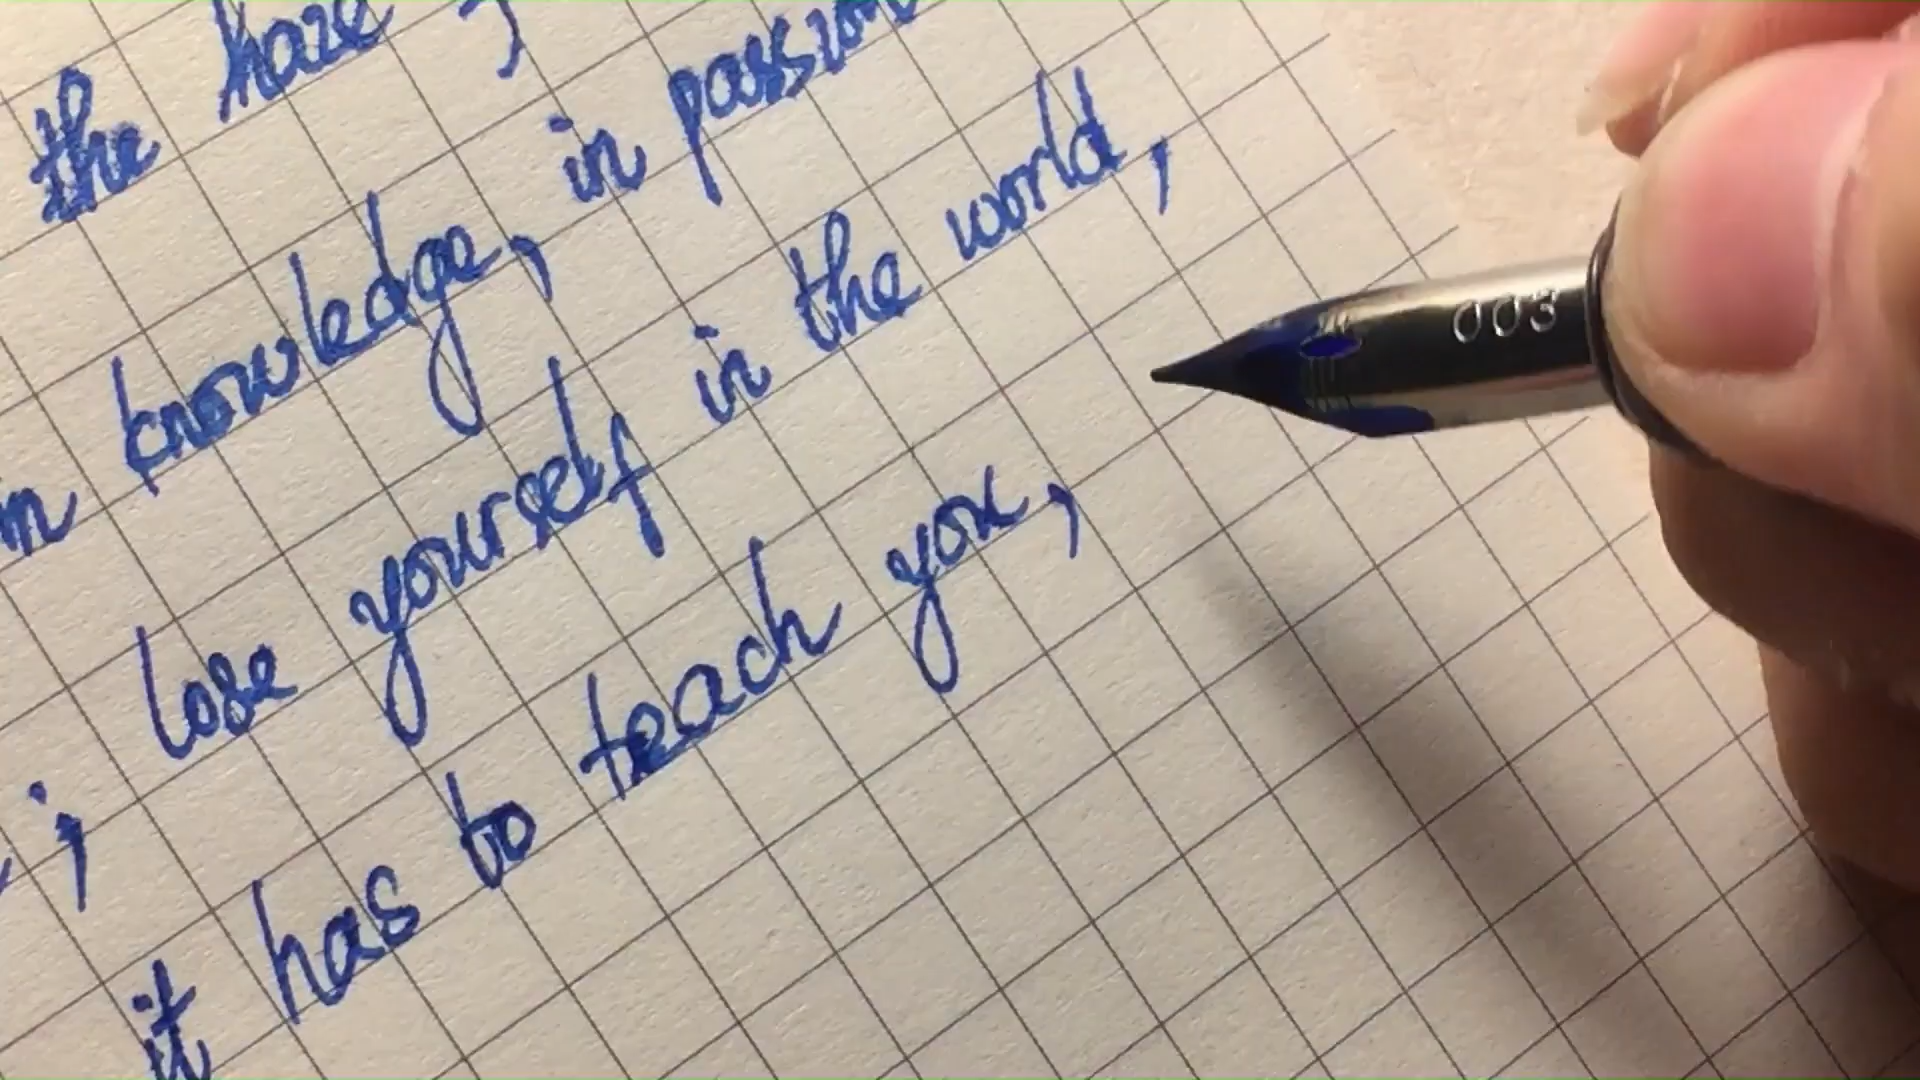 the haze
in passion
knowledge,
lose yourself in the world,
it has to teach you,
003